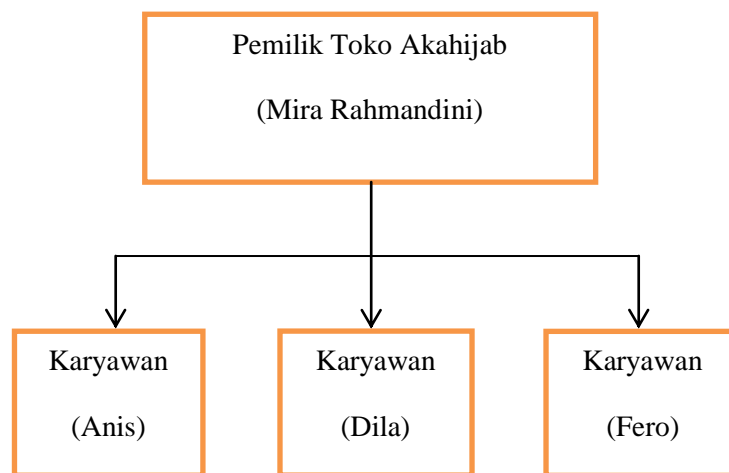 Pemilik Toko Akahijab
(Mira Rahmandini)
Karyawan
(Anis)
Karyawan
(Dila)
Karyawan
(Fero)